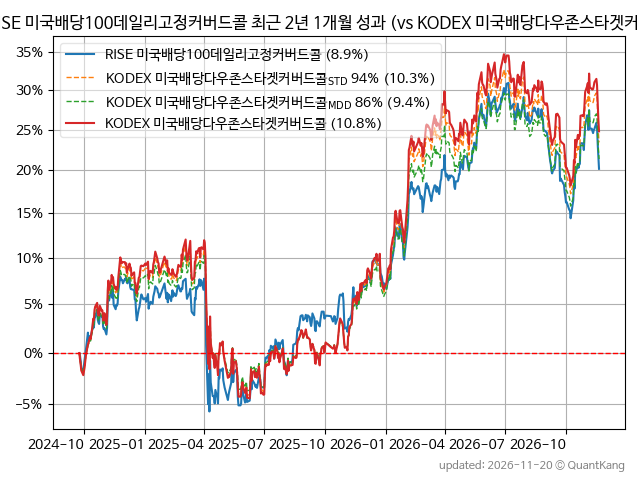 SE 미국배당100데일리고정커버드콜 최근 2년 1개월 성과 (vs KODEX 미국배당다우존스타겟커버
RISE 미국배당100데일리고정커버드콜 (8.9%)
KODEX 미국배당다우존스타겟커버드콜STD 94% (10.3%)
KODEX 미국배당다우존스타겟커버드콜MDD 86% (9.4%)
KODEX 미국배당다우존스타겟커버드콜 (10.8%)
35%
30%
25%
20%
15%
10%
5%
0%
−5%
2024-10 2025-01 2025-04 2025-07 2025-10 2026-01 2026-04 2026-07 2026-10
updated: 2026-11-20 © QuantKang